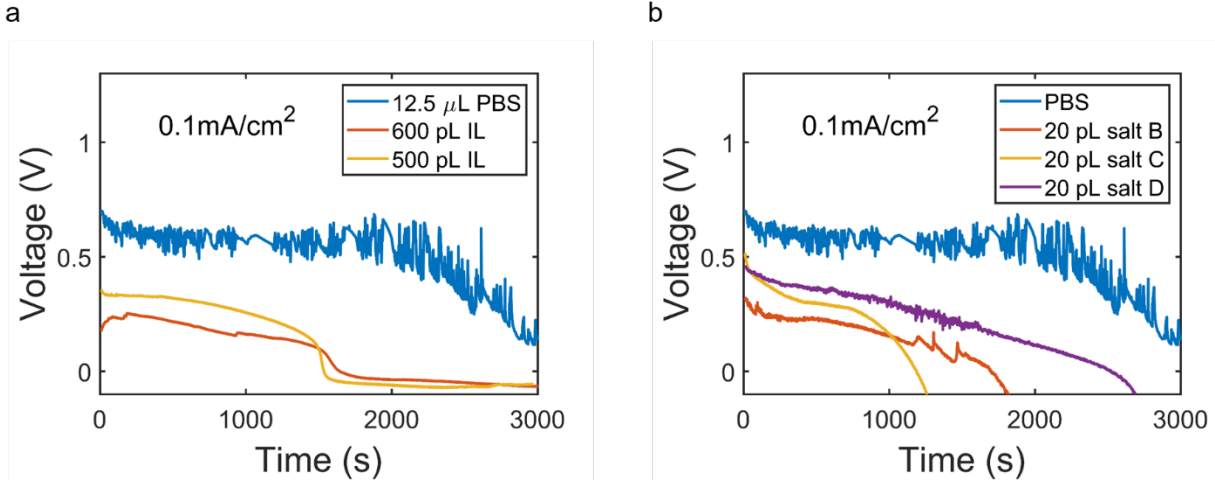 a
Voltage (V)
1
0.5
0
0.1mA/cm²
12.5 μL PBS
600 pL IL
500 pL IL
0 1000 2000 3000
Time (s)
b
Voltage (V)
1
0.5
0
0.1mA/cm²
PBS
20 pL salt B
20 pL salt C
20 pL salt D
0 1000 2000 3000
Time (s)